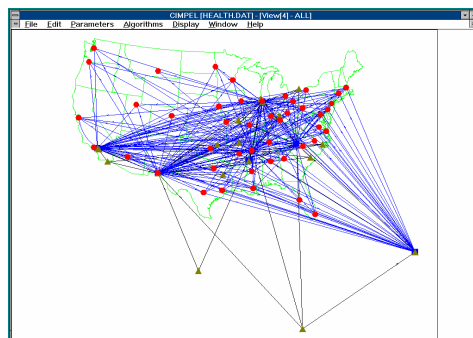 CIMPEL [HEALTH.DAT] - [View(4) - ALL]
File Edit Parameters Algorithms Display Window Help